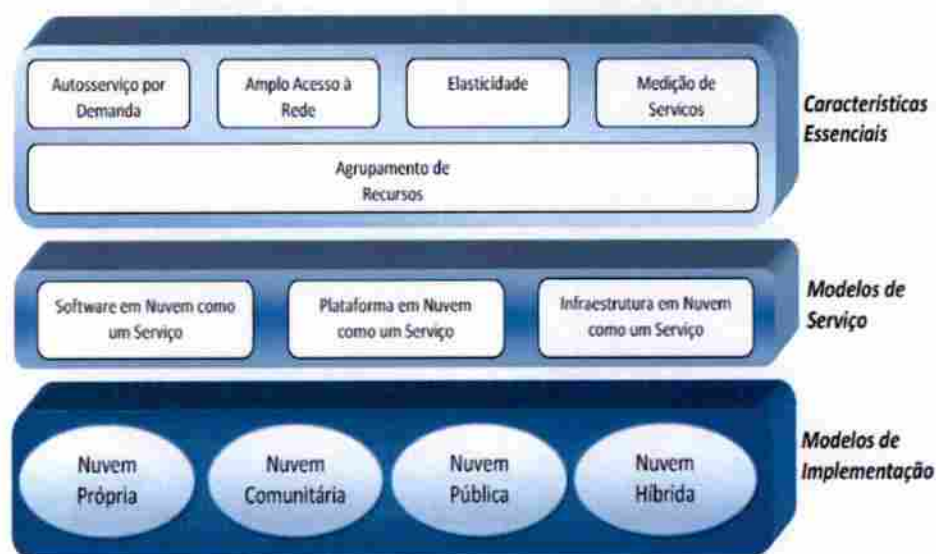 Autosserviço por
Demanda
Amplo Acesso à
Rede
Elasticidade
Medição de
Servicos
Características
Essenciais
Agrupamento de
Recursos
Software em Nuvem como
um Serviço
Plataforma em Nuvem
como um Serviço
Infraestrutura em Nuvem
como um Serviço
Modelos de
Serviço
Nuvem
Própria
Nuvem
Comunitária
Nuvem
Pública
Nuvem
Híbrida
Modelos de
Implementação